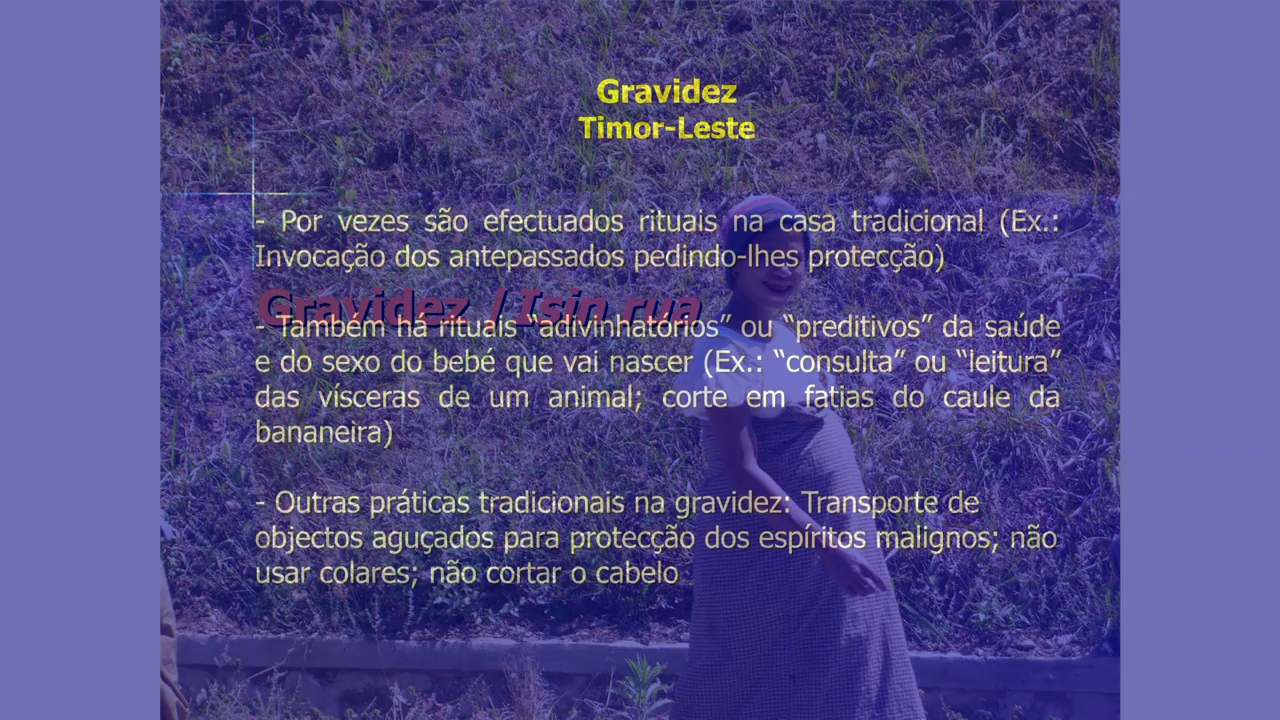 Gravidez
Timor-Leste
- Por vezes são efectuados rituais na casa tradicional (Ex.:
Invocação dos antepassados pedindo-lhes protecção)
Gravidez / Isin rua
- Também há rituais “adivinhatórios” ou “preditivos” da saúde
e do sexo do bebé que vai nascer (Ex.: “consulta” ou “leitura”
das vísceras de um animal; corte em fatias do caule da
bananeira)
- Outras práticas tradicionais na gravidez: Transporte de
objectos aguçados para protecção dos espíritos malignos; não
usar colares; não cortar o cabelo